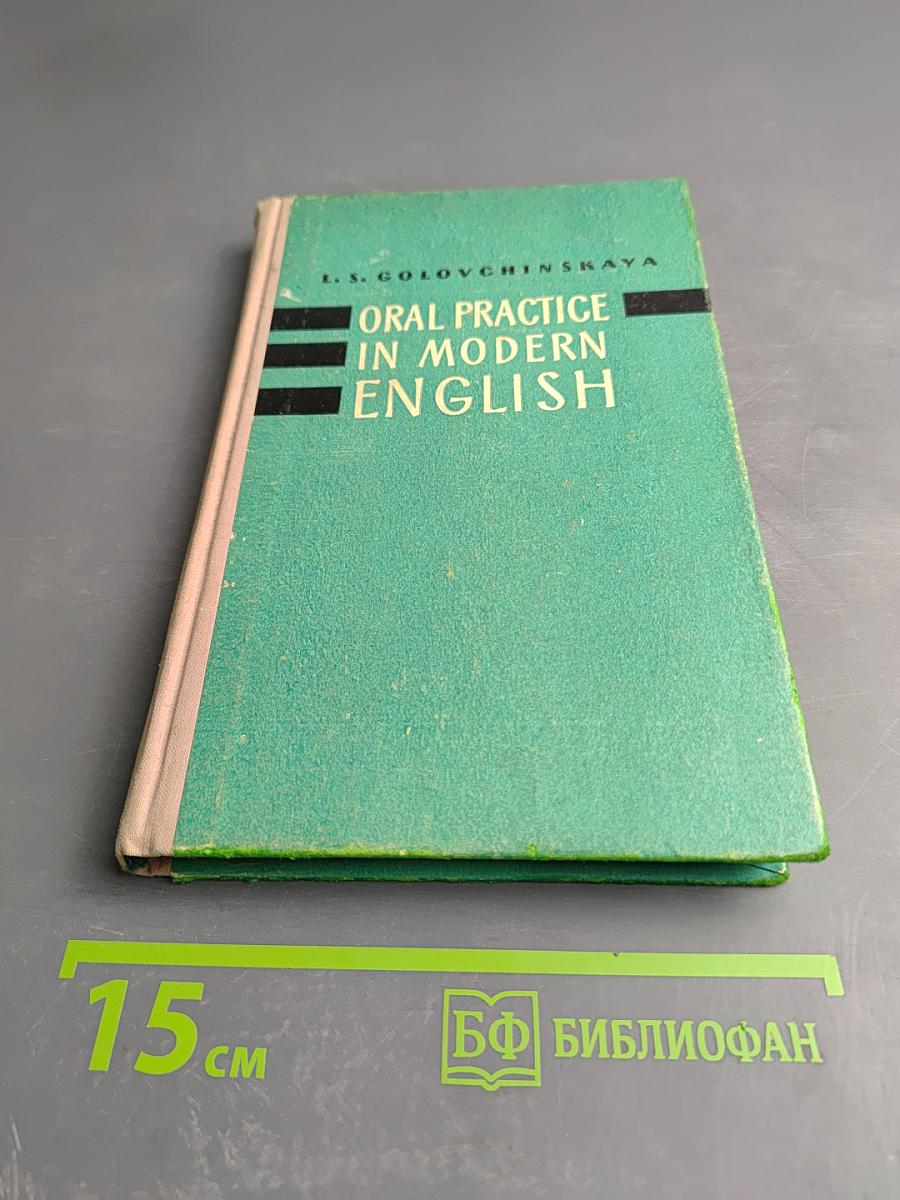 L. S. GOLOVCHINSKAYA
ORAL PRACTICE
IN MODERN
ENGLISH
15 см
БФ БИБЛИОФАН